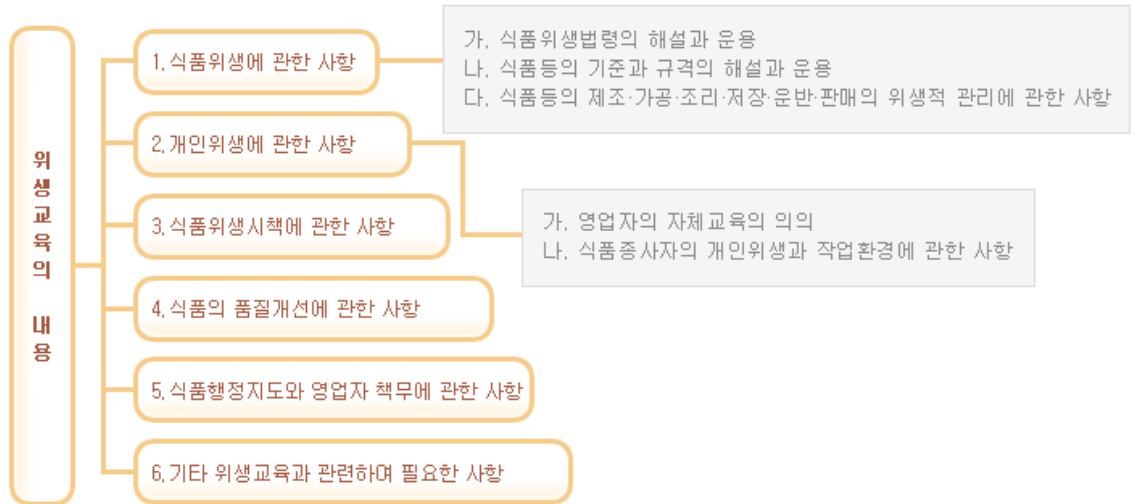 위생교육의 내용
1.식품위생에 관한 사항
가. 식품위생법령의 해설과 운용
나. 식품등의 기준과 규격의 해설과 운용
다. 식품등의 제조·가공·조리·저장·운반·판매의 위생적 관리에 관한 사항
2.개인위생에 관한 사항
가. 영업자의 자체교육의 의의
나. 식품종사자의 개인위생과 작업환경에 관한 사항
3.식품위생시책에 관한 사항
4.식품의 품질개선에 관한 사항
5.식품행정지도와 영업자 책무에 관한 사항
6.기타 위생교육과 관련하여 필요한 사항